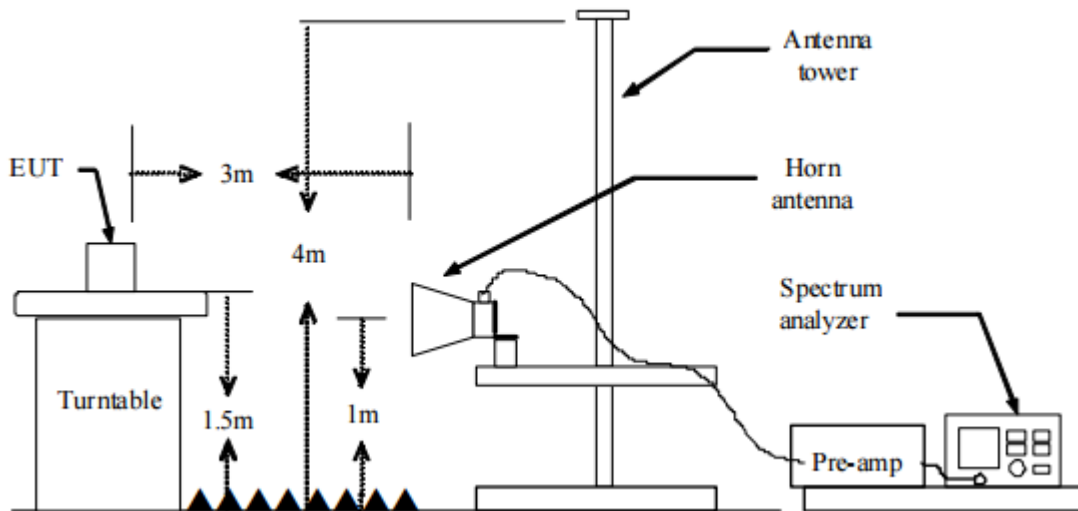 Antenna
tower
EUT
3m
Horn
antenna
4m
Spectrum
analyzer
Turntable
1.5m
1m
Pre-amp